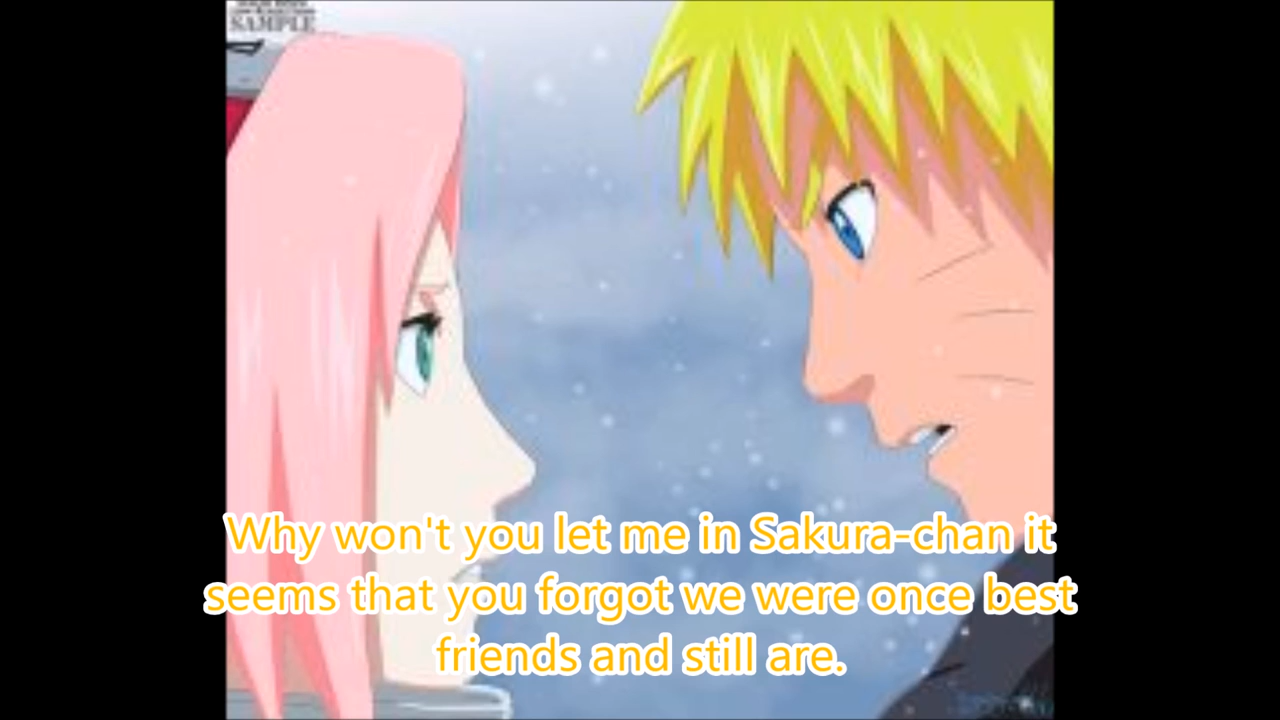 SAMPLE
Why won't you let me in Sakura-chan it
seems that you forgot we were once best
friends and still are.